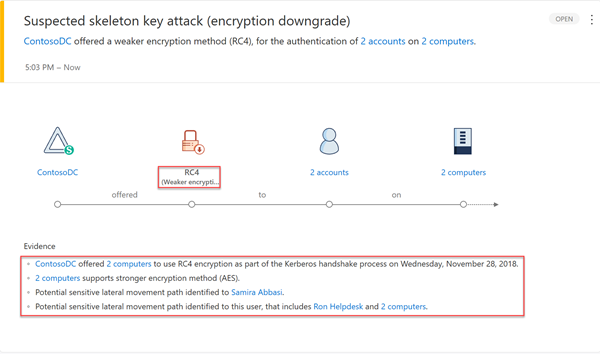 Suspected skeleton key attack (encryption downgrade)
OPEN
ContosoDC offered a weaker encryption method (RC4), for the authentication of 2 accounts on 2 computers.
5:03 PM – Now
ContosoDC
RC4
(Weaker encrypti...
2 accounts
2 computers
offered
to
on
Evidence
ContosoDC offered 2 computers to use RC4 encryption as part of the Kerberos handshake process on Wednesday, November 28, 2018.
2 computers supports stronger encryption method (AES).
Potential sensitive lateral movement path identified to Samira Abbasi.
Potential sensitive lateral movement path identified to this user, that includes Ron Helpdesk and 2 computers.